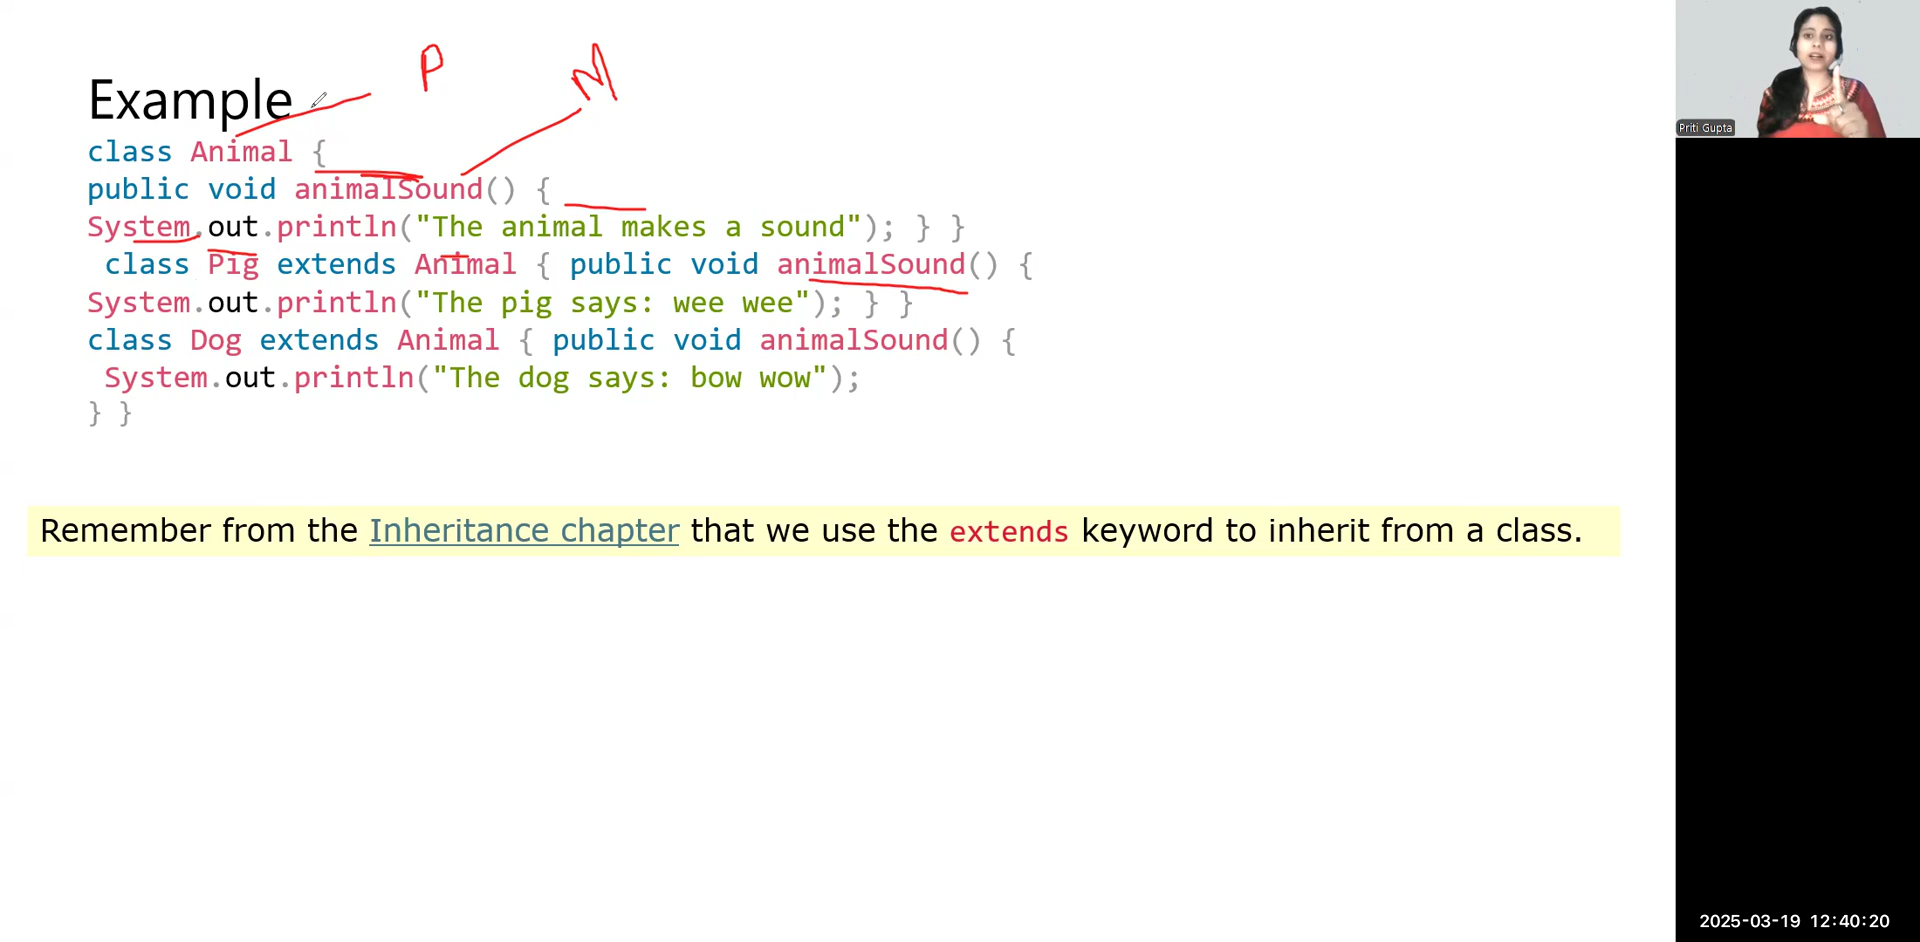 P
M
Example
class Animal {
public void animalSound() {
System.out.println("The animal makes a sound"); } }
class Pig extends Animal { public void animalSound() {
System.out.println("The pig says: wee wee"); } }
class Dog extends Animal { public void animalSound() {
System.out.println("The dog says: bow wow");
} }
Remember from the Inheritance chapter that we use the extends keyword to inherit from a class.
Priti Gupta
2025-03-19 12:40:20